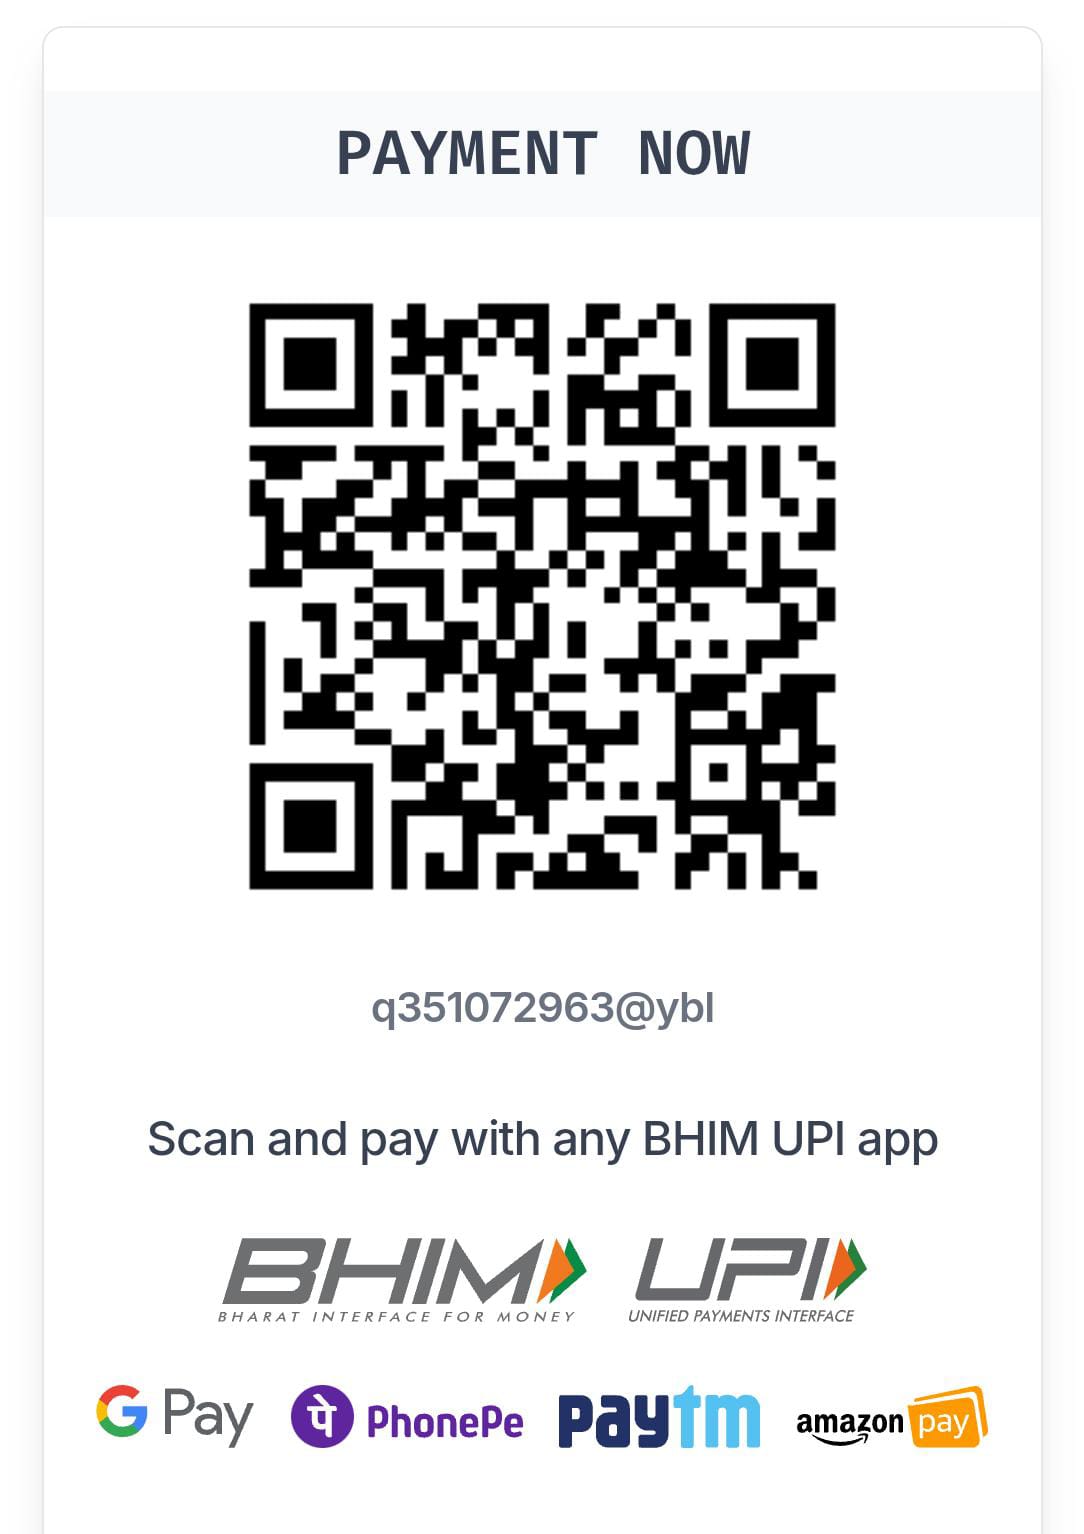 PAYMENT NOW
q351072963@ybl
Scan and pay with any BHIM UPI app
BHIM UPI
BHARAT INTERFACE FOR MONEY UNIFIED PAYMENTS INTERFACE
G Pay पे PhonePe paytm amazon pay